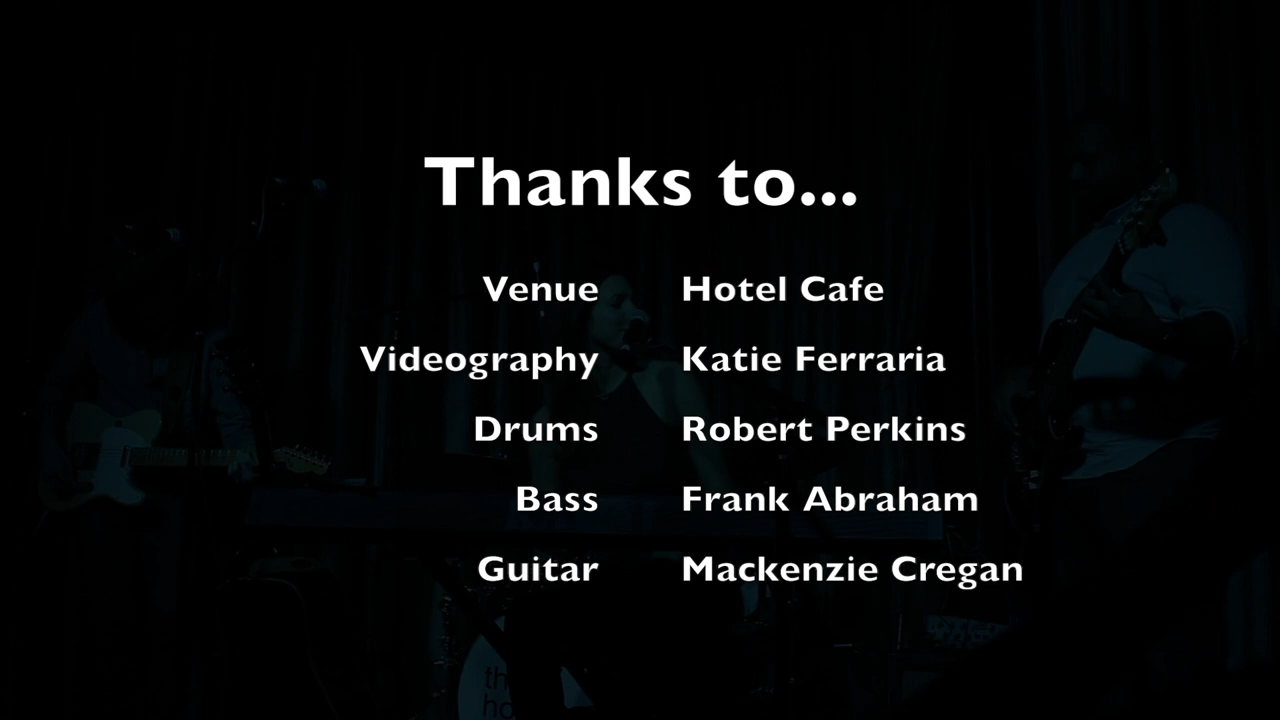 Thanks to...
Venue Hotel Cafe
Videography Katie Ferraria
Drums Robert Perkins
Bass Frank Abraham
Guitar Mackenzie Cregan